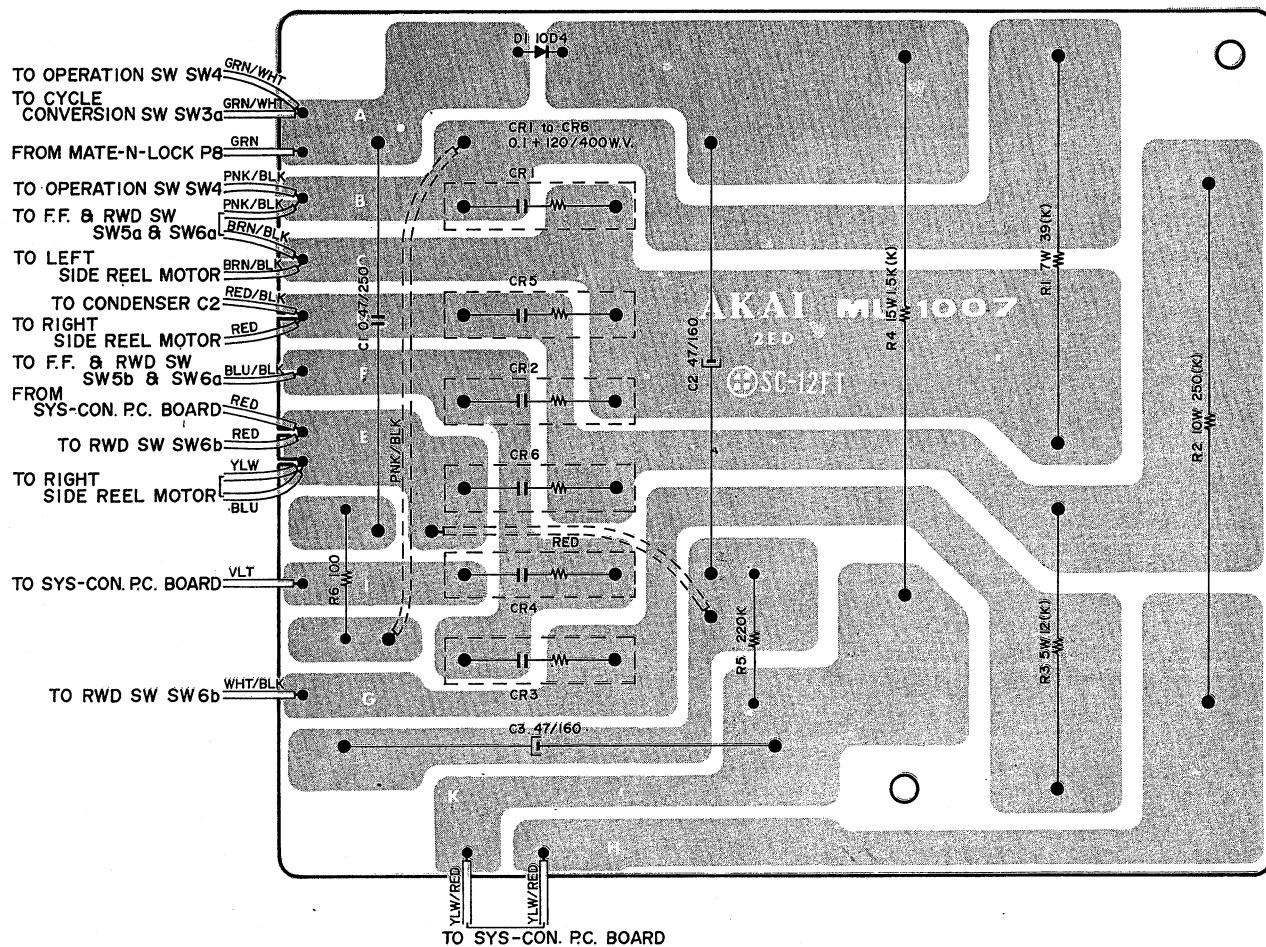 D1 10D4
TO OPERATION SW SW4
GRN/WHT
TO CYCLE
CONVERSION SW SW3a
GRN/WHT
A
FROM MATE-N-LOCK P8
GRN
CR1 to CR6
0.1+120/400W.V.
TO OPERATION SW SW4
PNK/BLK
B
CR1
TO F.F. & RWD SW
SW5a & SW6a
PNK/BLK
BRN/BLK
TO LEFT
SIDE REEL MOTOR
BRN/BLK
C
R1 7W 39(K)
TO CONDENSER C2
RED/BLK
C1 0.47/250
CR5
AKAI ML 1007
2ED
R4 15W 1.5K(K)
TO RIGHT
SIDE REEL MOTOR
RED
TO F.F. & RWD SW
SW5b & SW6a
BLU/BLK
F
CR2
C2 47/160
SC-12FT
FROM
SYS-CON. P.C. BOARD
RED
E
PNK/BLK
R2 10W 250(K)
TO RWD SW SW6b
RED
CR6
TO RIGHT
SIDE REEL MOTOR
YLW
BLU
RED
TO SYS-CON. P.C. BOARD
VLT
R6 100
I
CR4
R5 220K
R3 5W 12(K)
TO RWD SW SW6b
WHT/BLK
G
CR3
C3 47/160
K
H
YLW/RED
YLW/RED
TO SYS-CON. P.C. BOARD